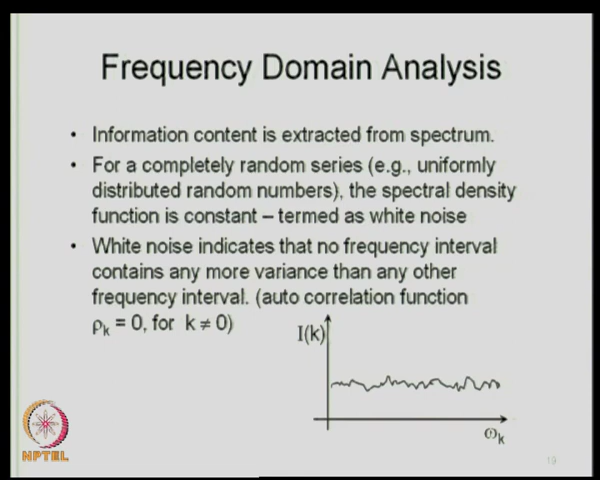 Frequency Domain Analysis
• Information content is extracted from spectrum.
• For a completely random series (e.g., uniformly
distributed random numbers), the spectral density
function is constant – termed as white noise
• White noise indicates that no frequency interval
contains any more variance than any other
frequency interval. (auto correlation function
ρk = 0, for k ≠ 0)
I(k)
ωk
NPTEL
19